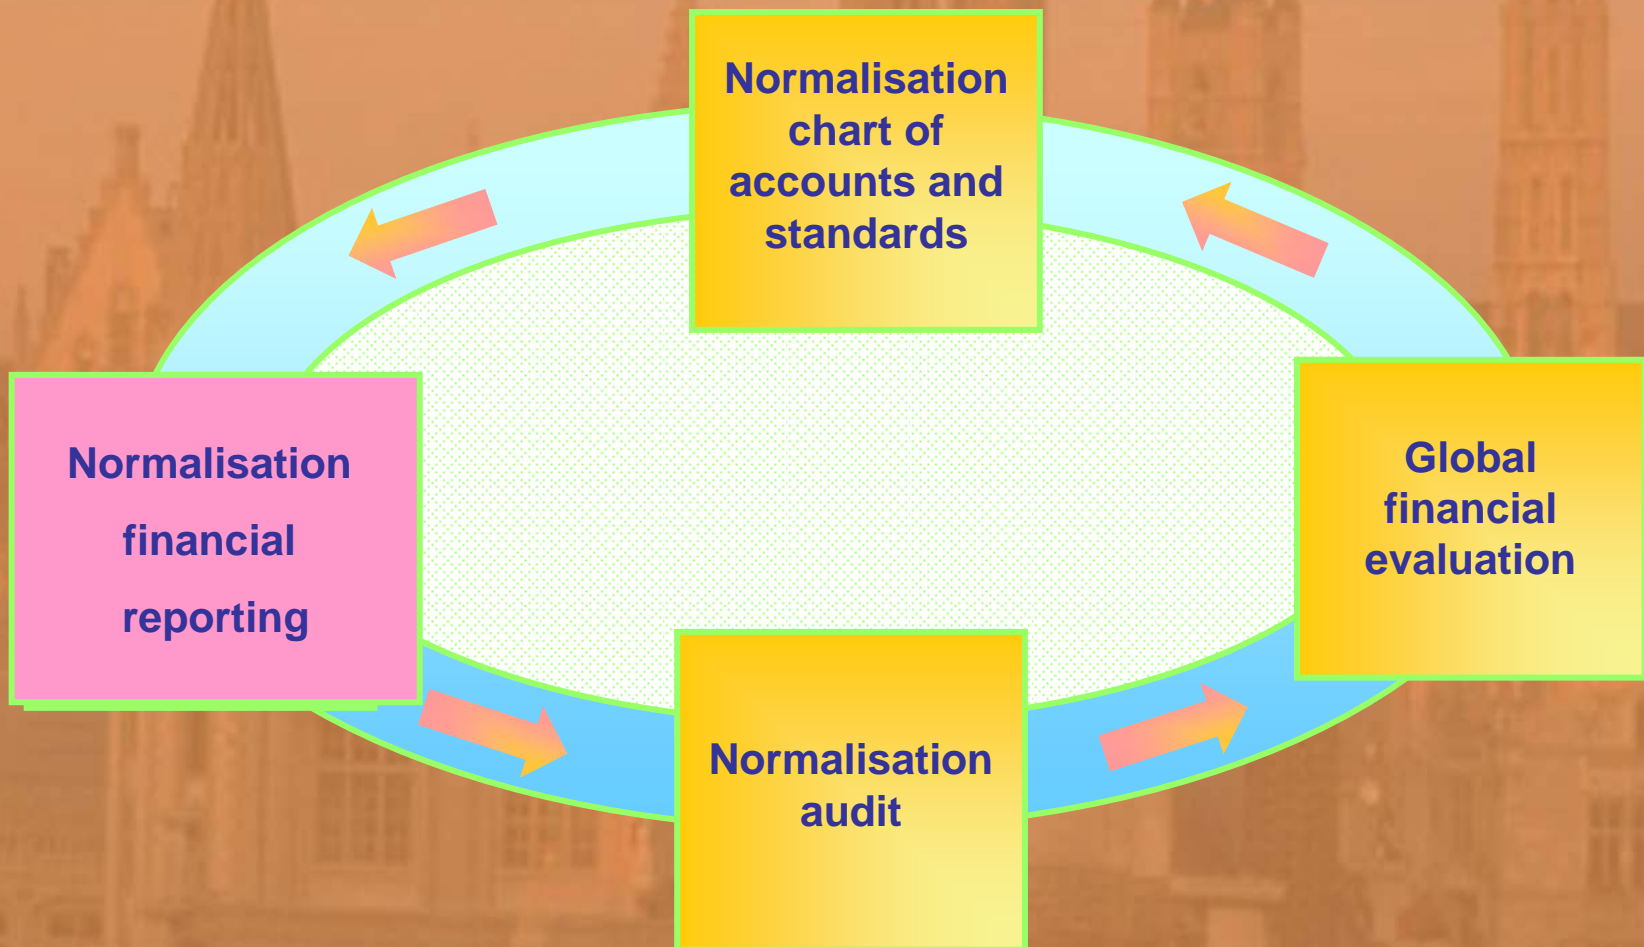 Normalisation
chart of
accounts and
standards
Normalisation
financial
reporting
Global
financial
evaluation
Normalisation
audit